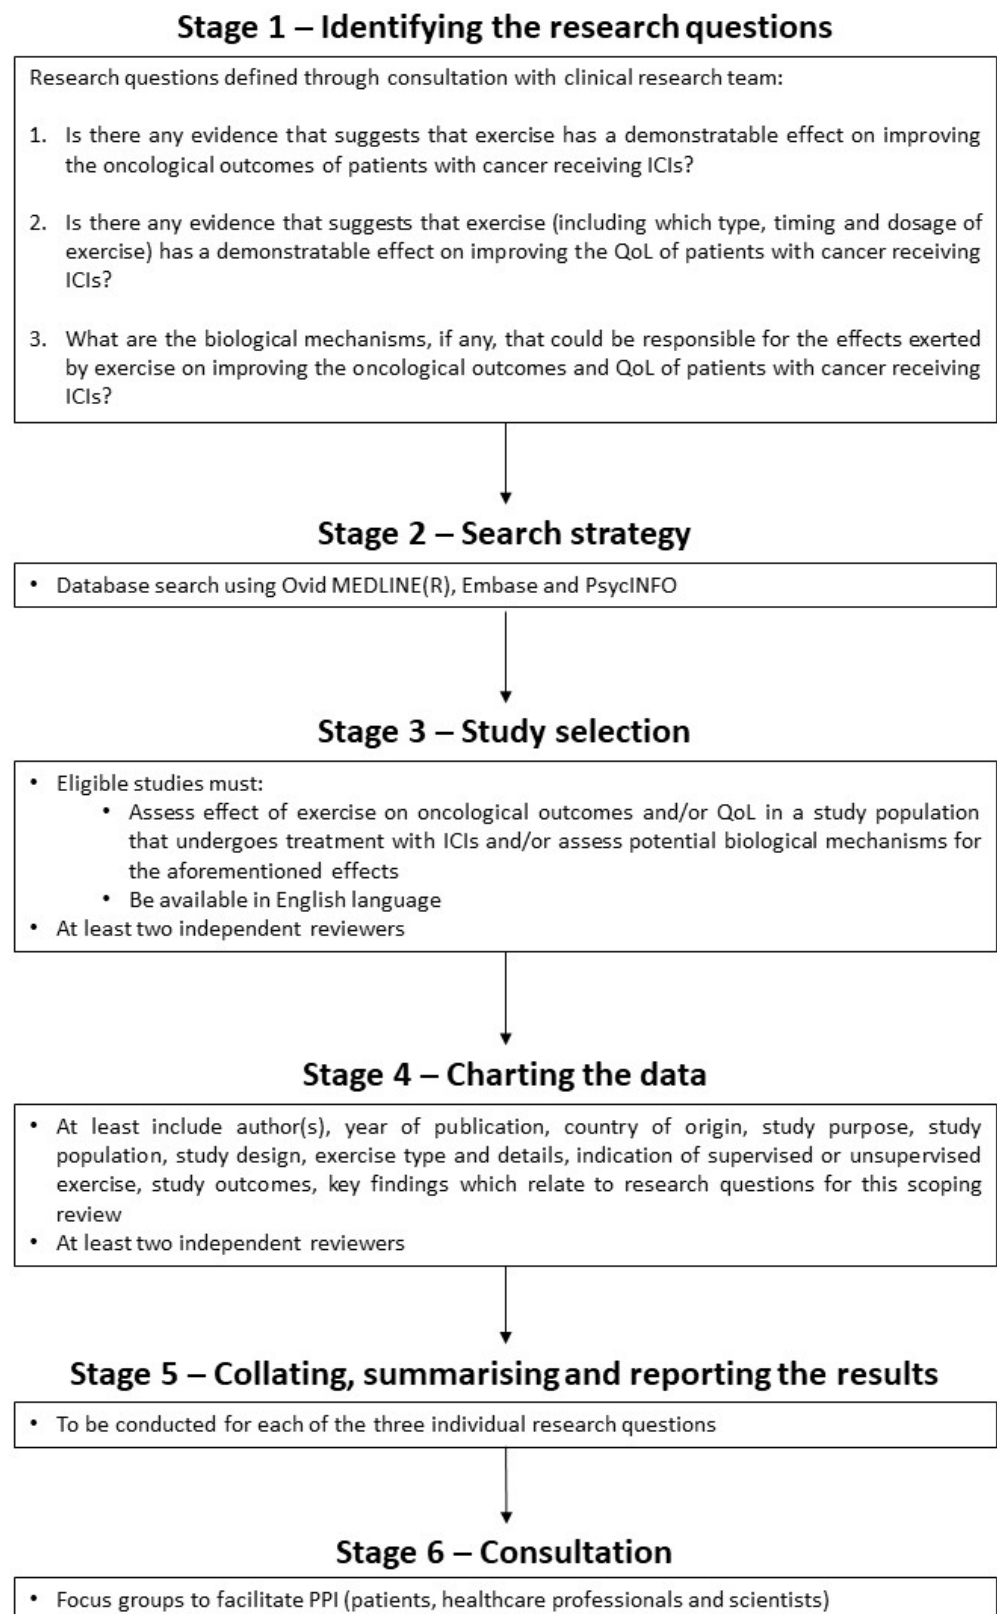 Stage 1 – Identifying the research questions
Research questions defined through consultation with clinical research team:
1. Is there any evidence that suggests that exercise has a demonstratable effect on improving
the oncological outcomes of patients with cancer receiving ICIs?
2. Is there any evidence that suggests that exercise (including which type, timing and dosage of
exercise) has a demonstratable effect on improving the QoL of patients with cancer receiving
ICIs?
3. What are the biological mechanisms, if any, that could be responsible for the effects exerted
by exercise on improving the oncological outcomes and QoL of patients with cancer receiving
ICIs?
Stage 2 – Search strategy
• Database search using Ovid MEDLINE(R), Embase and PsycINFO
Stage 3 – Study selection
• Eligible studies must:
• Assess effect of exercise on oncological outcomes and/or QoL in a study population
that undergoes treatment with ICIs and/or assess potential biological mechanisms for
the aforementioned effects
• Be available in English language
• At least two independent reviewers
Stage 4 – Charting the data
• At least include author(s), year of publication, country of origin, study purpose, study
population, study design, exercise type and details, indication of supervised or unsupervised
exercise, study outcomes, key findings which relate to research questions for this scoping
review
• At least two independent reviewers
Stage 5 – Collating, summarising and reporting the results
• To be conducted for each of the three individual research questions
Stage 6 – Consultation
• Focus groups to facilitate PPI (patients, healthcare professionals and scientists)